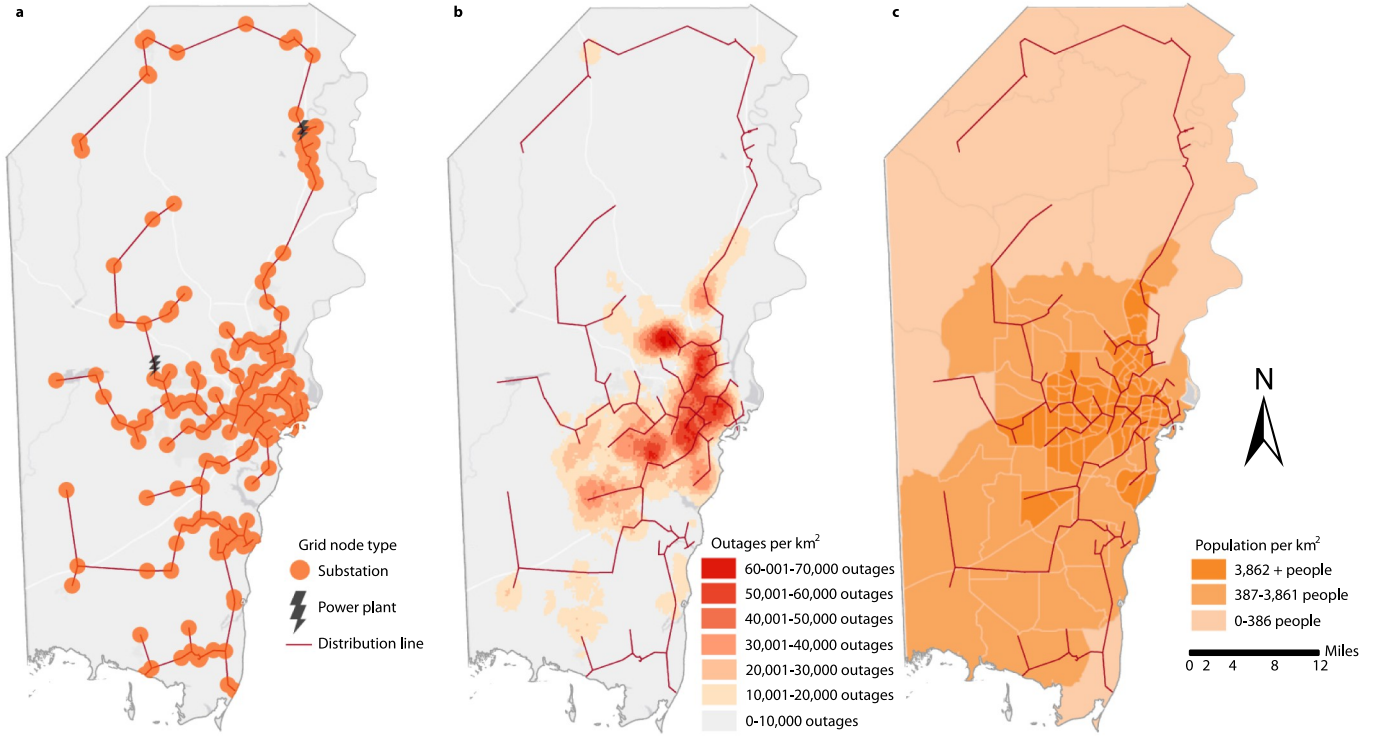 a
Grid node type
Substation
Power plant
Distribution line
b
Outages per km²
60-001-70,000 outages
50,001-60,000 outages
40,001-50,000 outages
30,001-40,000 outages
20,001-30,000 outages
10,001-20,000 outages
0-10,000 outages
c
N
Population per km²
3,862 + people
387-3,861 people
0-386 people
Miles
0 2 4 8 12